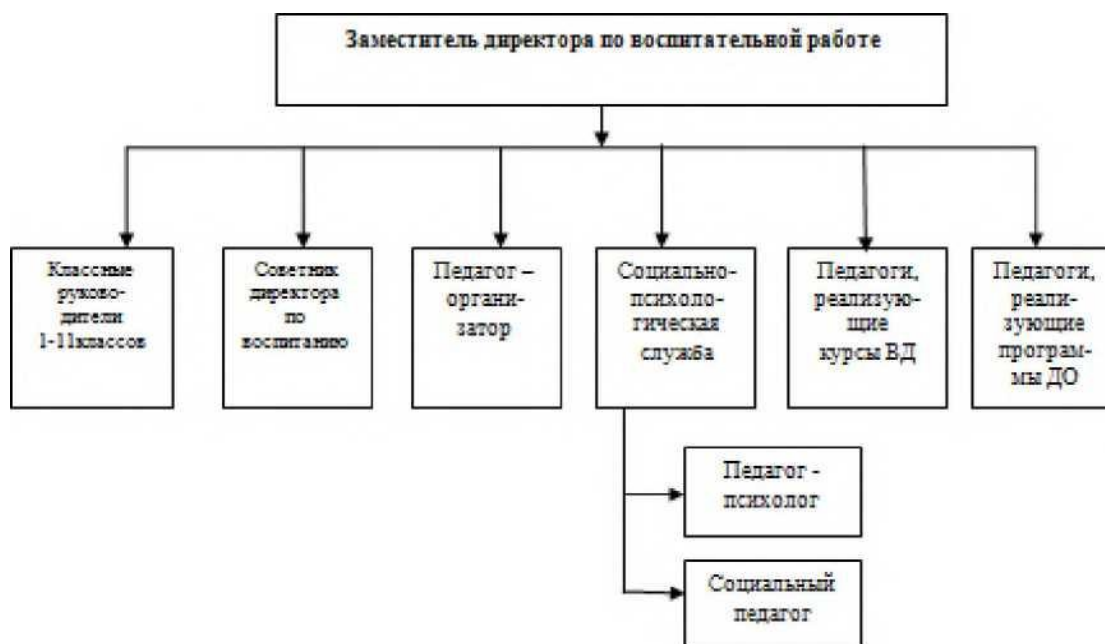 Заместитель директора по воспитательной работе
Классные
руково-
дители
1-11классов
Советник
директора
по
воспитанию
Педагог –
органи-
затор
Социально-
психоло-
гическая
служба
Педагоги,
реализую-
щие
курсы ВД
Педагоги,
реали-
зующие
програм-
мы ДО
Педагог -
психолог
Социальный
педагог